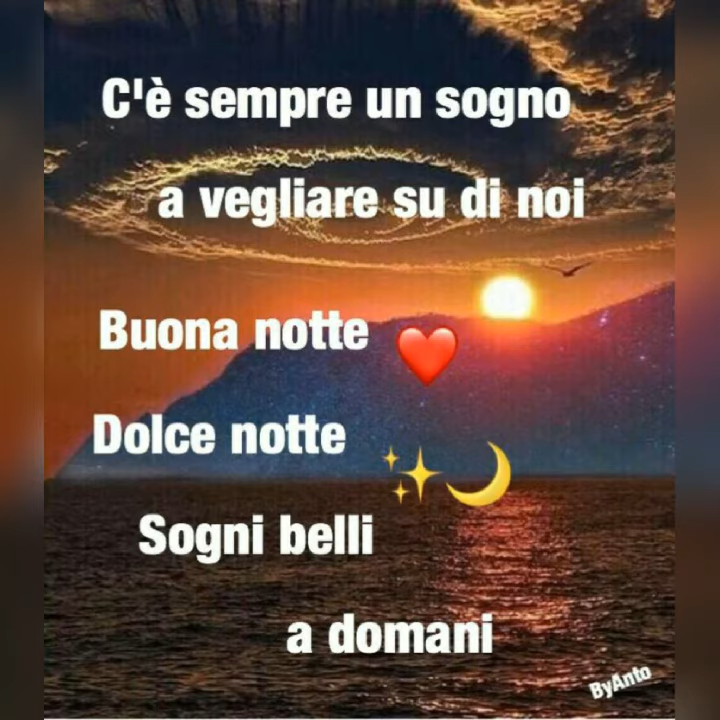 C'è sempre un sogno
a vegliare su di noi
Buona notte ❤️
Dolce notte
✨🌙
Sogni belli
a domani
ByAnto